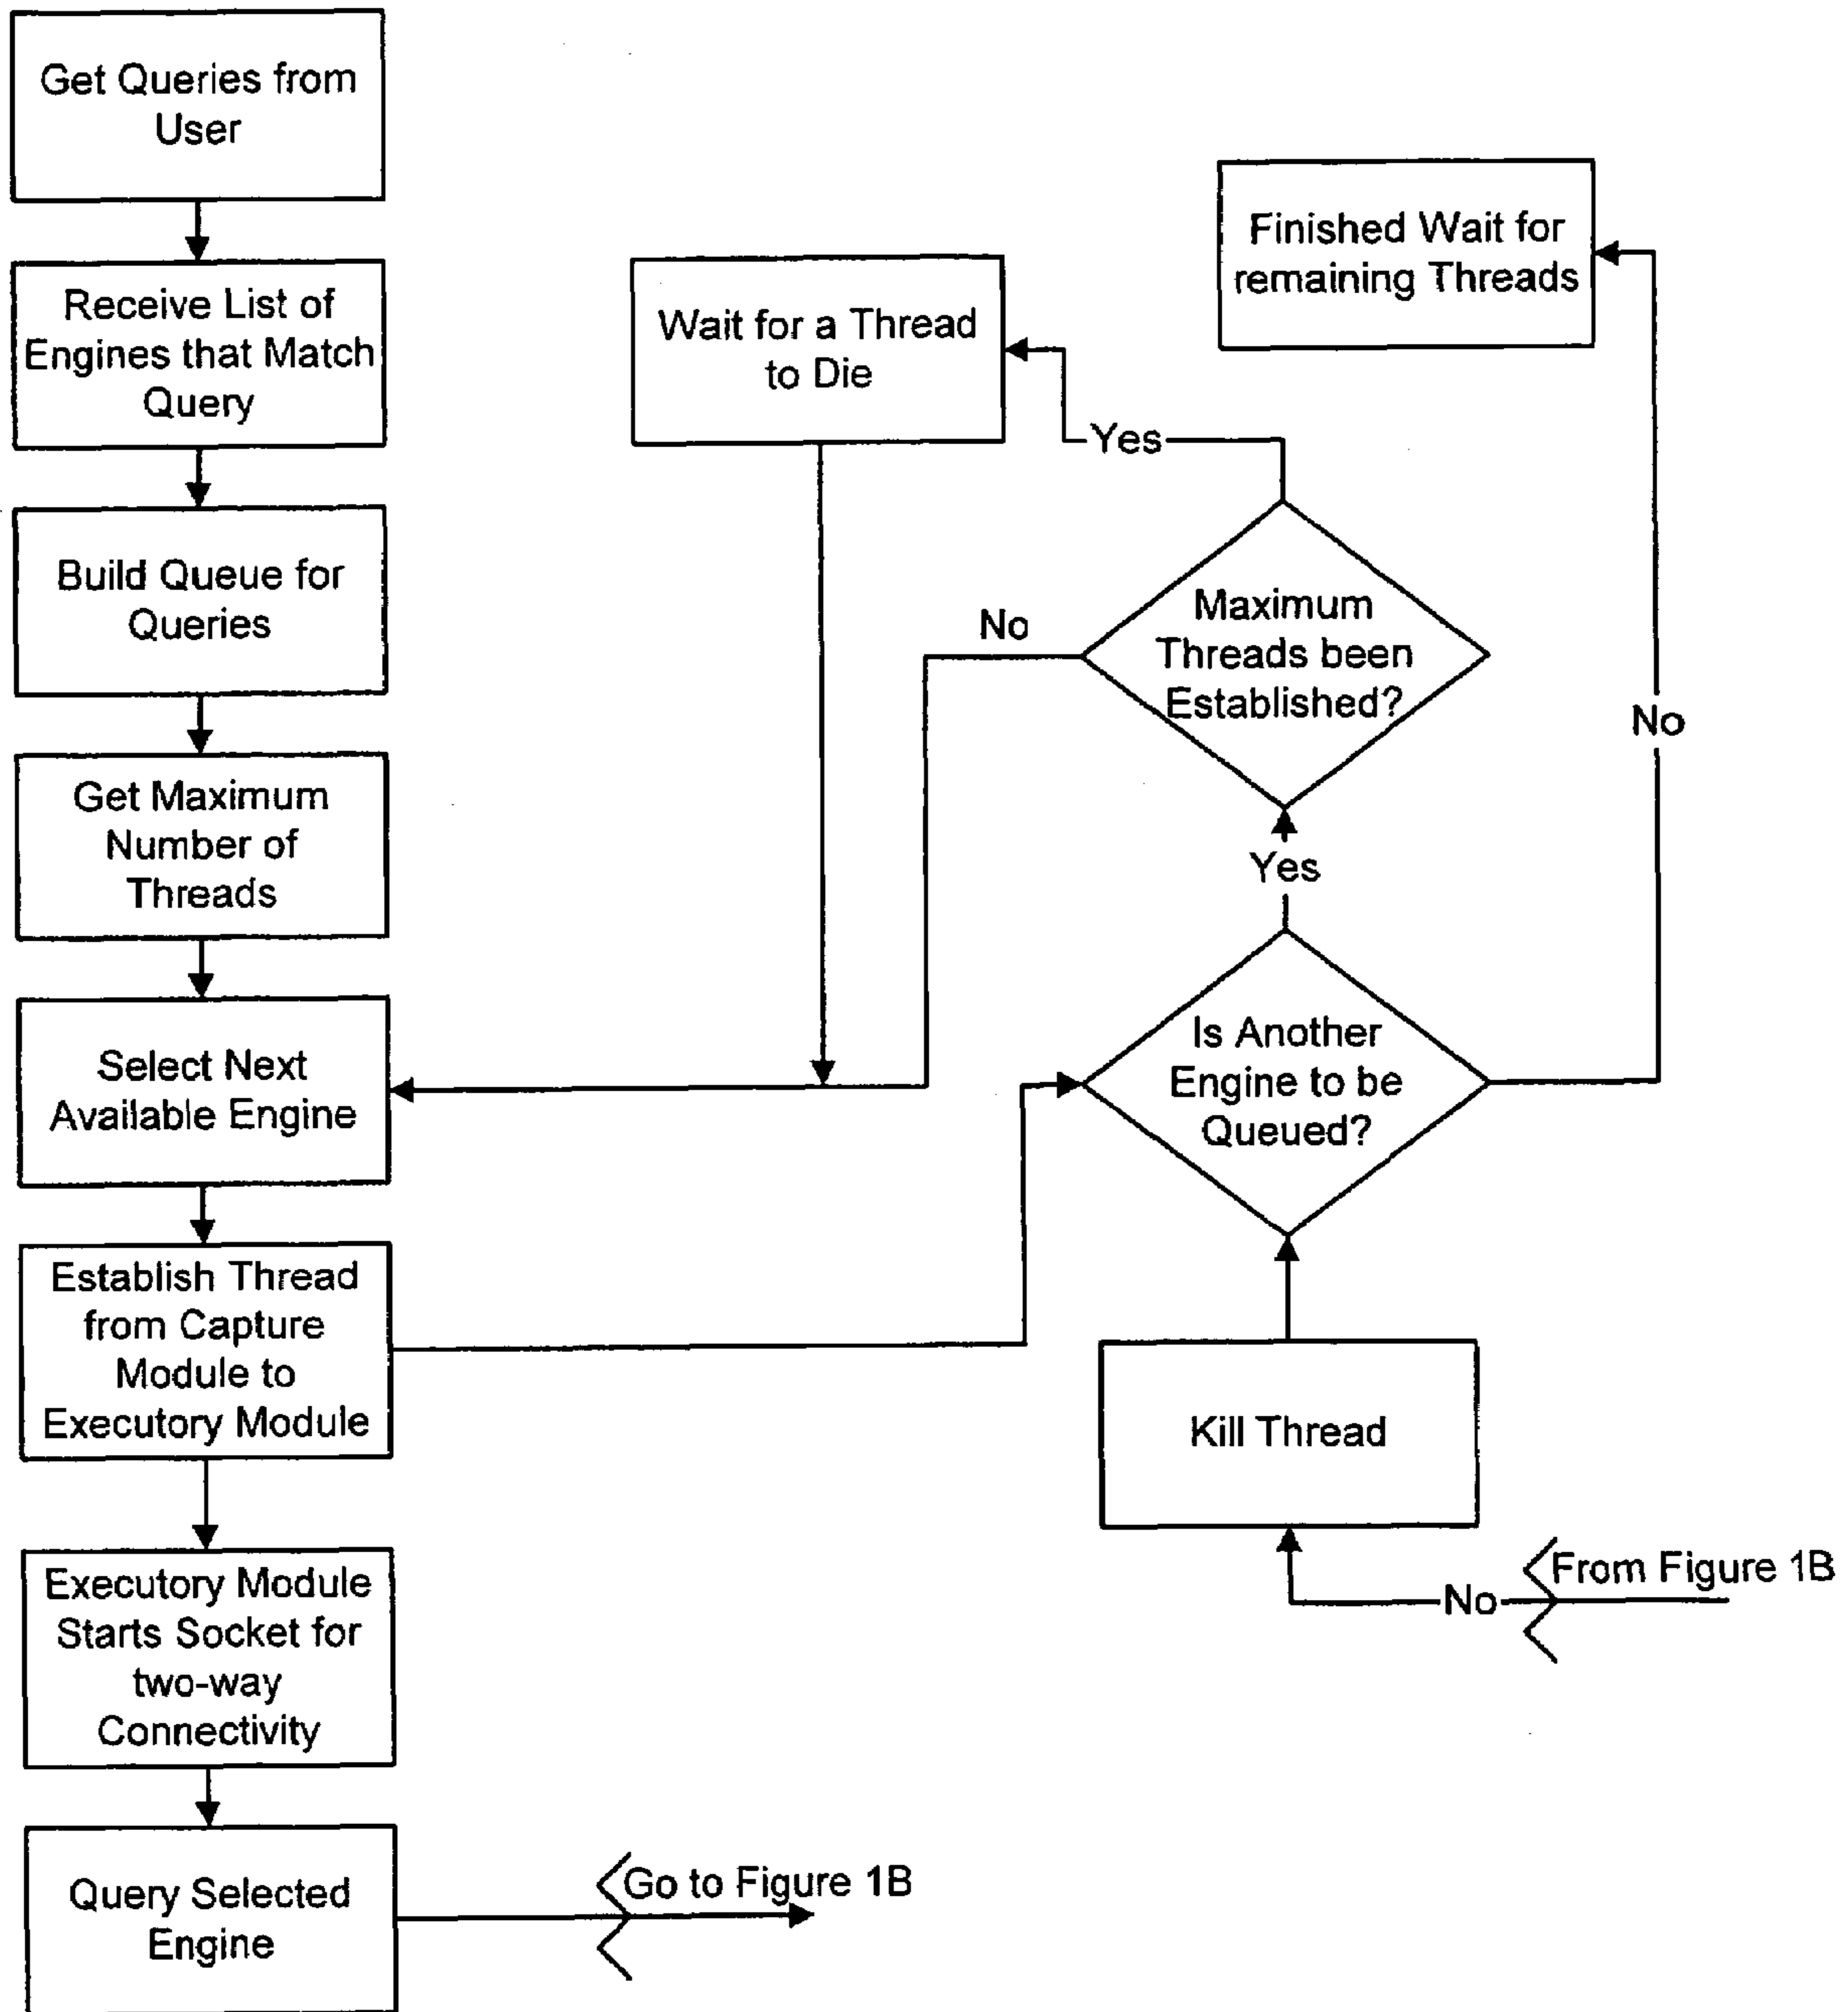 Get Queries from
User
Receive List of
Engines that Match
Query
Build Queue for
Queries
Get Maximum
Number of
Threads
Select Next
Available Engine
Establish Thread
from Capture
Module to
Executory Module
Executory Module
Starts Socket for
two-way
Connectivity
Query Selected
Engine
Go to Figure 1B
Wait for a Thread
to Die
Finished Wait for
remaining Threads
Yes
Maximum
Threads been
Established?
No
No
Yes
Is Another
Engine to be
Queued?
Kill Thread
No
From Figure 1B